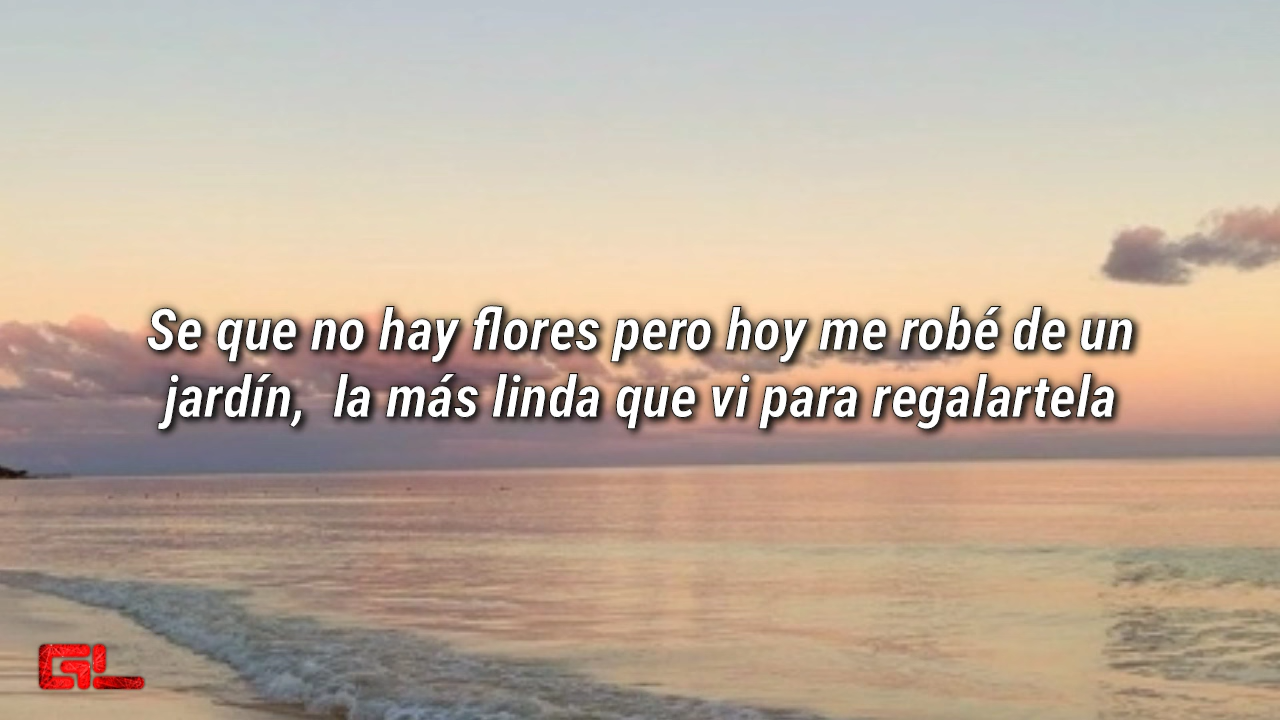 Se que no hay flores pero hoy me robé de un
jardín,  la más linda que vi para regalartela
GL